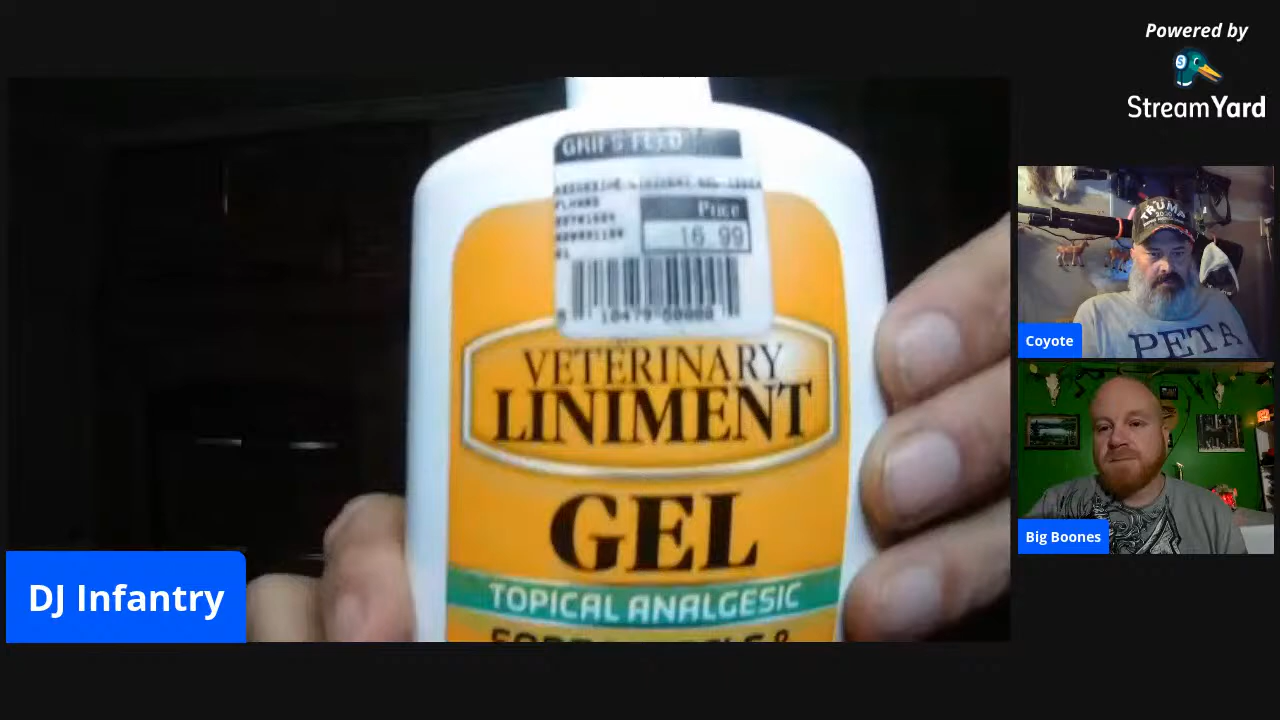 Powered by
StreamYard
GRIFS FEED
Price
16.99
VETERINARY
LINIMENT
GEL
TOPICAL ANALGESIC
DJ Infantry
TRUMP
PETA
Coyote
Big Boones